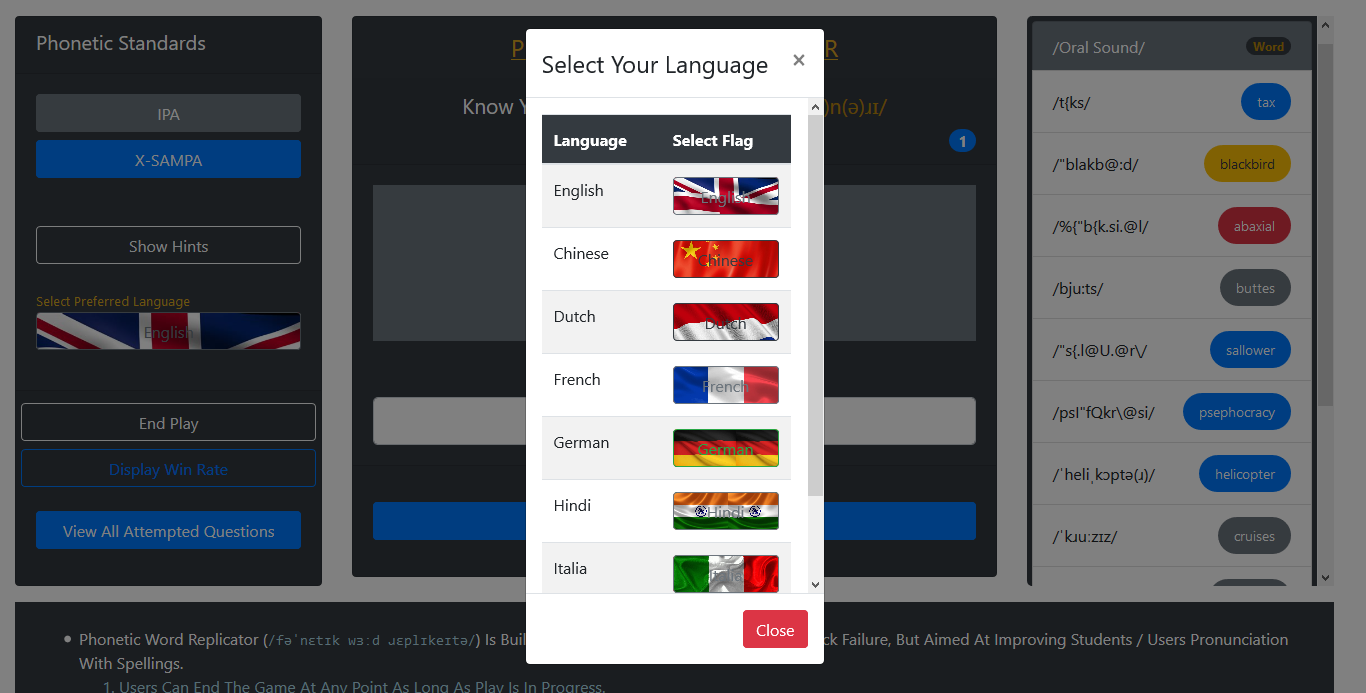 Phonetic Standards
IPA
X-SAMPA
Show Hints
Select Preferred Language
English
End Play
Display Win Rate
View All Attempted Questions
P
R
Know Y
)n(ə)ɹɪ/
1
Select Your Language
×
Language Select Flag
English English
Chinese Chinese
Dutch Dutch
French French
German German
Hindi Hindi
Italia Italia
Close
/Oral Sound/ Word
/t{ks/ tax
/"blakb@:d/ blackbird
/%{"b{k.si.@l/ abaxial
/bju:ts/ buttes
/"s{.l@U.@r\/ sallower
/psI"fQkr\@si/ psephocracy
/ˈheliˌkɔptə(ɹ)/ helicopter
/ˈkɹuːzɪz/ cruises
Phonetic Word Replicator (/fəˈnɛtɪk wɜːd ɹɛplɪkeɪtə/) Is Buil
ck Failure, But Aimed At Improving Students / Users Pronunciation
With Spellings.
1. Users Can End The Game At Any Point As Long As Play Is In Progress.